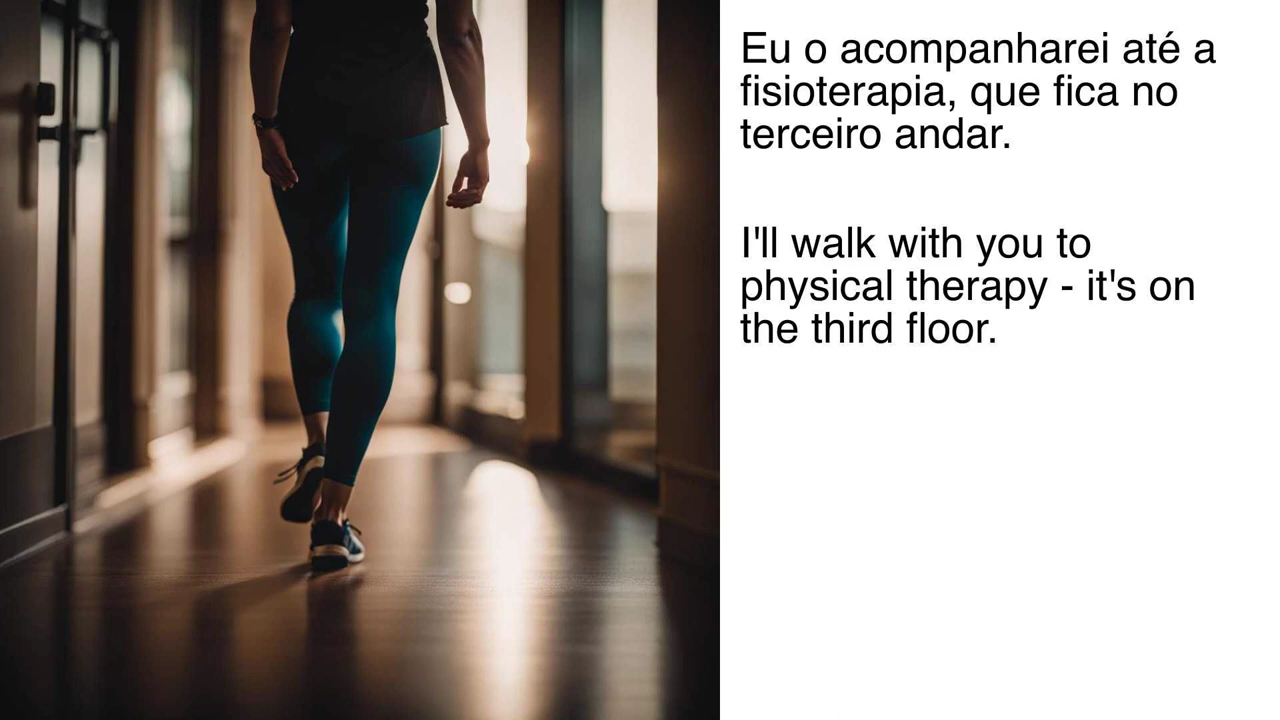 Eu o acompanharei até a
fisioterapia, que fica no
terceiro andar.
I'll walk with you to
physical therapy - it's on
the third floor.